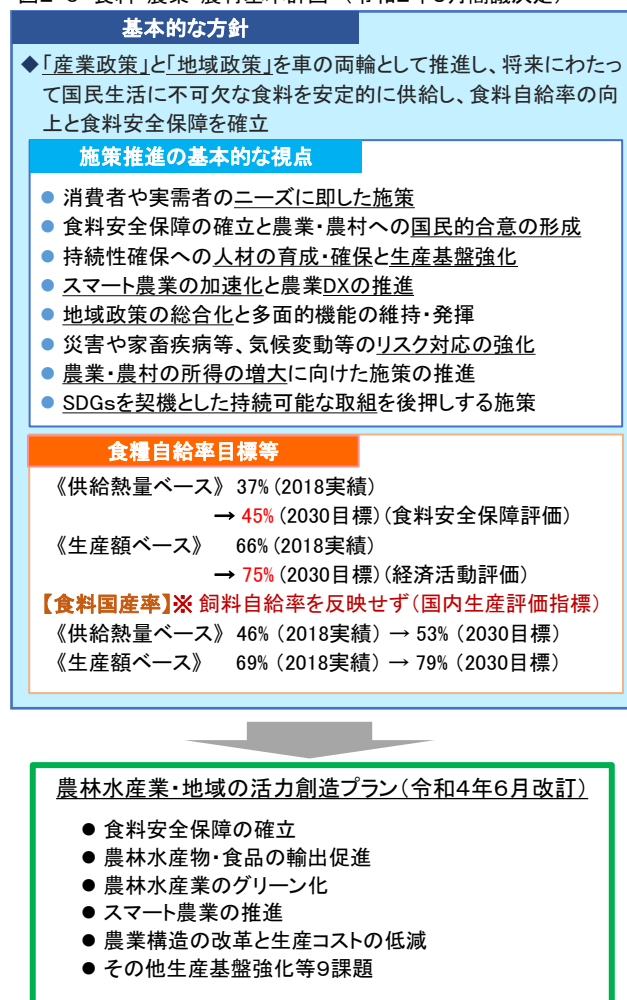 基本的な方針
◆「産業政策」と「地域政策」を車の両輪として推進し、将来にわたっ
て国民生活に不可欠な食料を安定的に供給し、食料自給率の向
上と食料安全保障を確立
施策推進の基本的な視点
● 消費者や実需者のニーズに即した施策
● 食料安全保障の確立と農業・農村への国民的合意の形成
● 持続性確保への人材の育成・確保と生産基盤強化
● スマート農業の加速化と農業DXの推進
● 地域政策の総合化と多面的機能の維持・発揮
● 災害や家畜疾病等、気候変動等のリスク対応の強化
● 農業・農村の所得の増大に向けた施策の推進
● SDGsを契機とした持続可能な取組を後押しする施策
食糧自給率目標等
《供給熱量ベース》 37%(2018実績)
→ 45%(2030目標)(食料安全保障評価)
《生産額ベース》 66%(2018実績)
→ 75%(2030目標)(経済活動評価)
【食料国産率】※ 飼料自給率を反映せず(国内生産評価指標)
《供給熱量ベース》 46% (2018実績) → 53% (2030目標)
《生産額ベース》 69% (2018実績) → 79% (2030目標)
農林水産業・地域の活力創造プラン(令和4年6月改訂)
● 食料安全保障の確立
● 農林水産物・食品の輸出促進
● 農林水産業のグリーン化
● スマート農業の推進
● 農業構造の改革と生産コストの低減
● その他生産基盤強化等9課題